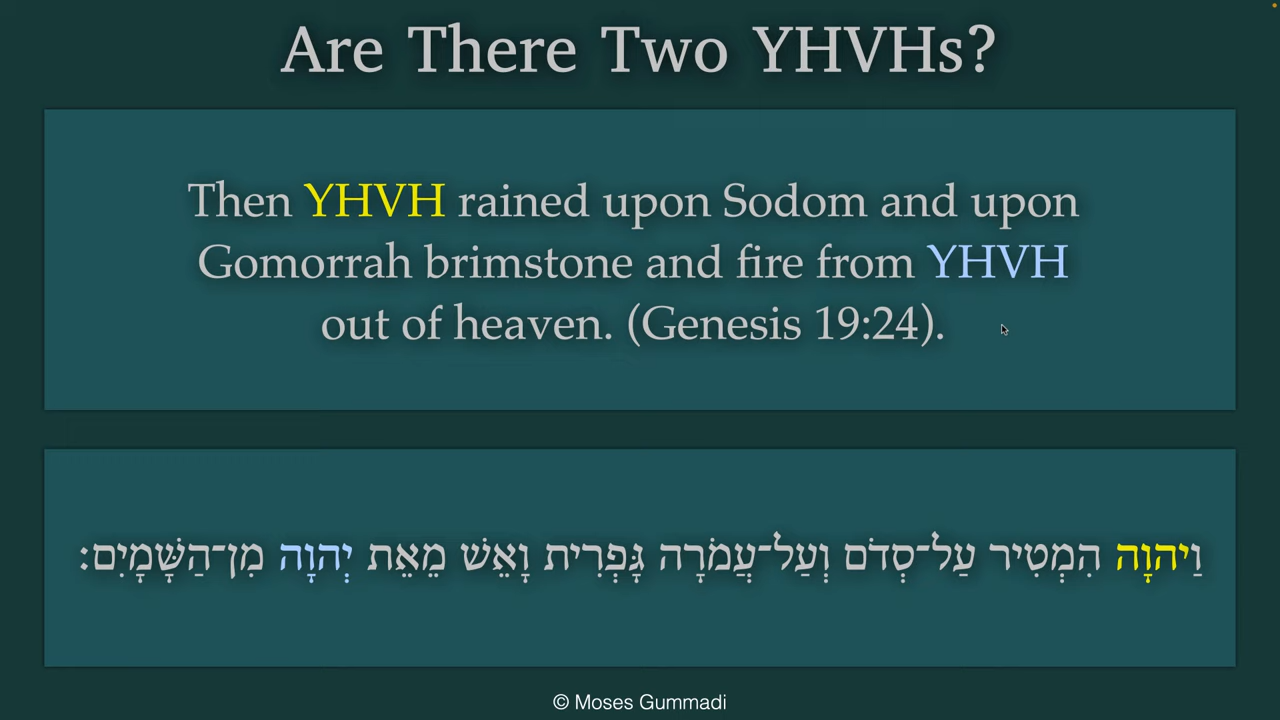 Are There Two YHVHs?
Then YHVH rained upon Sodom and upon
Gomorrah brimstone and fire from YHVH
out of heaven. (Genesis 19:24).
וַיהוָה הִמְטִיר עַל־סְדֹם וְעַל־עֲמֹרָה גָּפְרִית וָאֵשׁ מֵאֵת יְהוָה מִן־הַשָּׁמָיִם׃
© Moses Gummadi